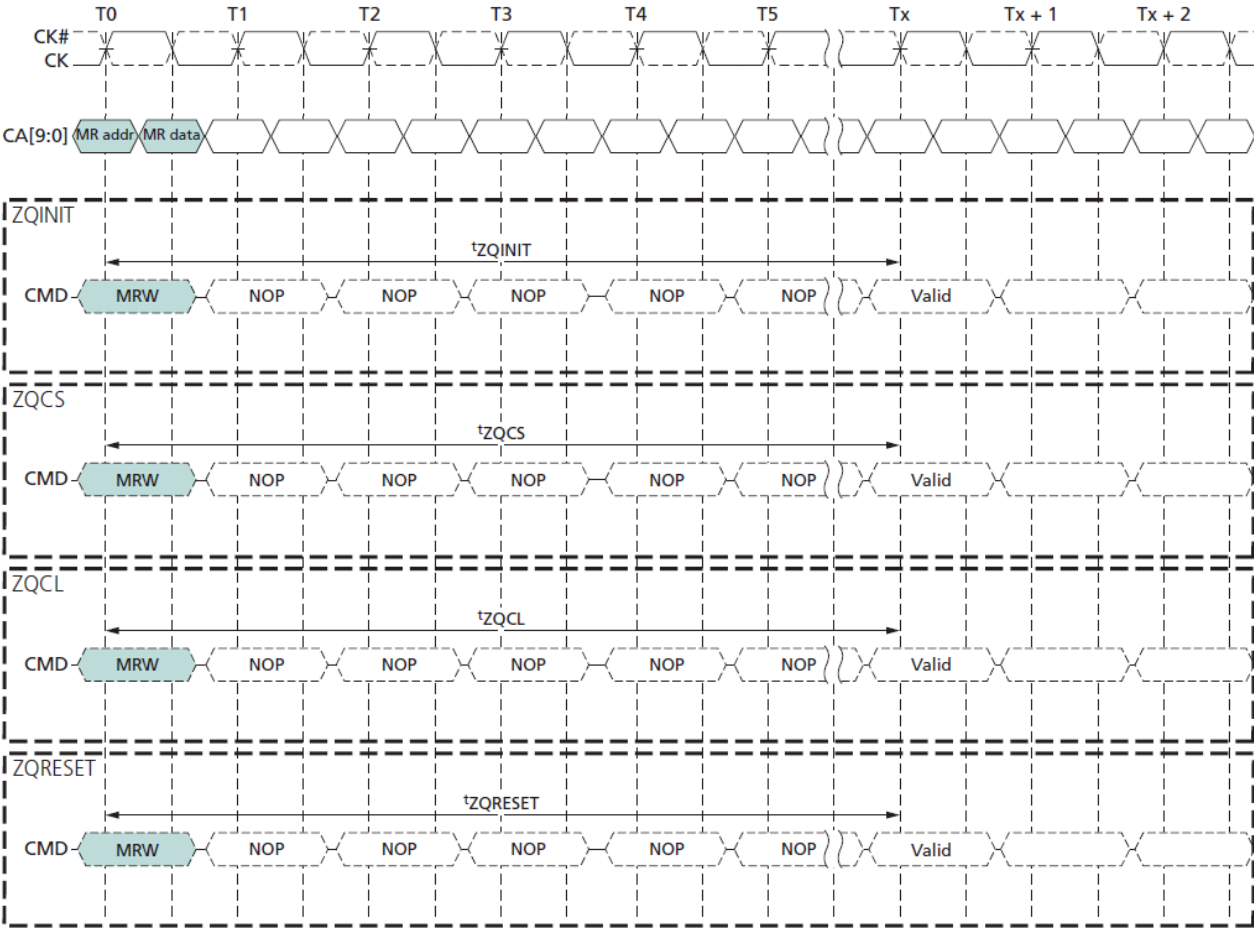 T0 T1 T2 T3 T4 T5 Tx Tx + 1 Tx + 2
CK#
CK
CA[9:0] MR addr MR data
ZQINIT
tZQINIT
CMD MRW NOP NOP NOP NOP NOP Valid
ZQCS
tZQCS
CMD MRW NOP NOP NOP NOP NOP Valid
ZQCL
tZQCL
CMD MRW NOP NOP NOP NOP NOP Valid
ZQRESET
tZQRESET
CMD MRW NOP NOP NOP NOP NOP Valid